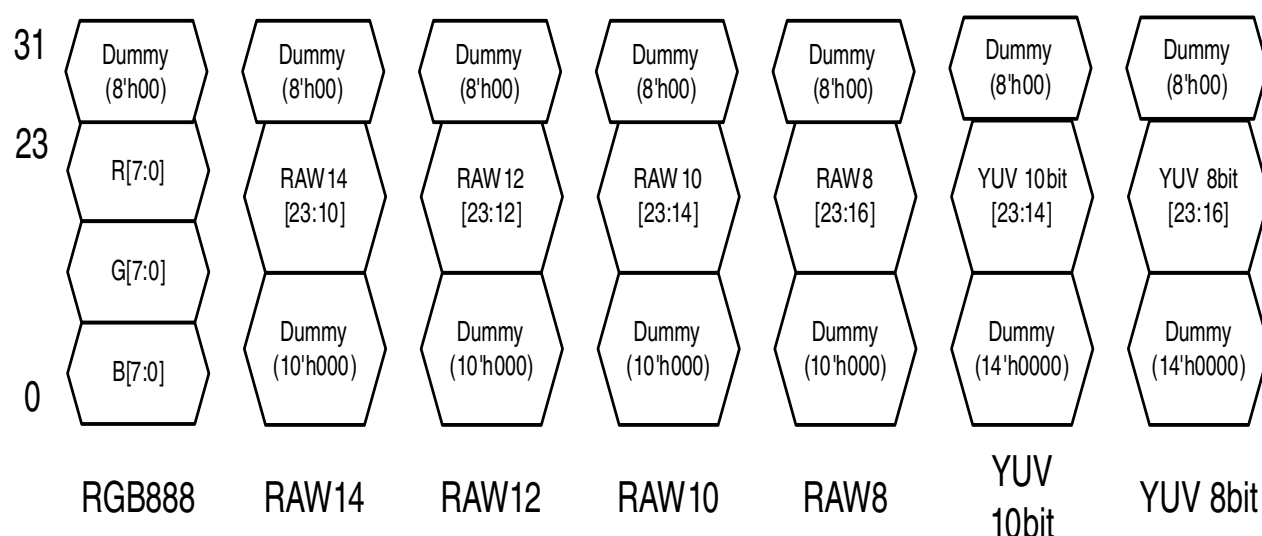 31
Dummy
(8'h00)
Dummy
(8'h00)
Dummy
(8'h00)
Dummy
(8'h00)
Dummy
(8'h00)
Dummy
(8'h00)
Dummy
(8'h00)
23
R[7:0]
RAW14
[23:10]
RAW12
[23:12]
RAW10
[23:14]
RAW8
[23:16]
YUV 10bit
[23:14]
YUV 8bit
[23:16]
G[7:0]
B[7:0]
Dummy
(10'h000)
Dummy
(10'h000)
Dummy
(10'h000)
Dummy
(10'h000)
Dummy
(14'h0000)
Dummy
(14'h0000)
0
RGB888
RAW14
RAW12
RAW10
RAW8
YUV
10bit
YUV 8bit